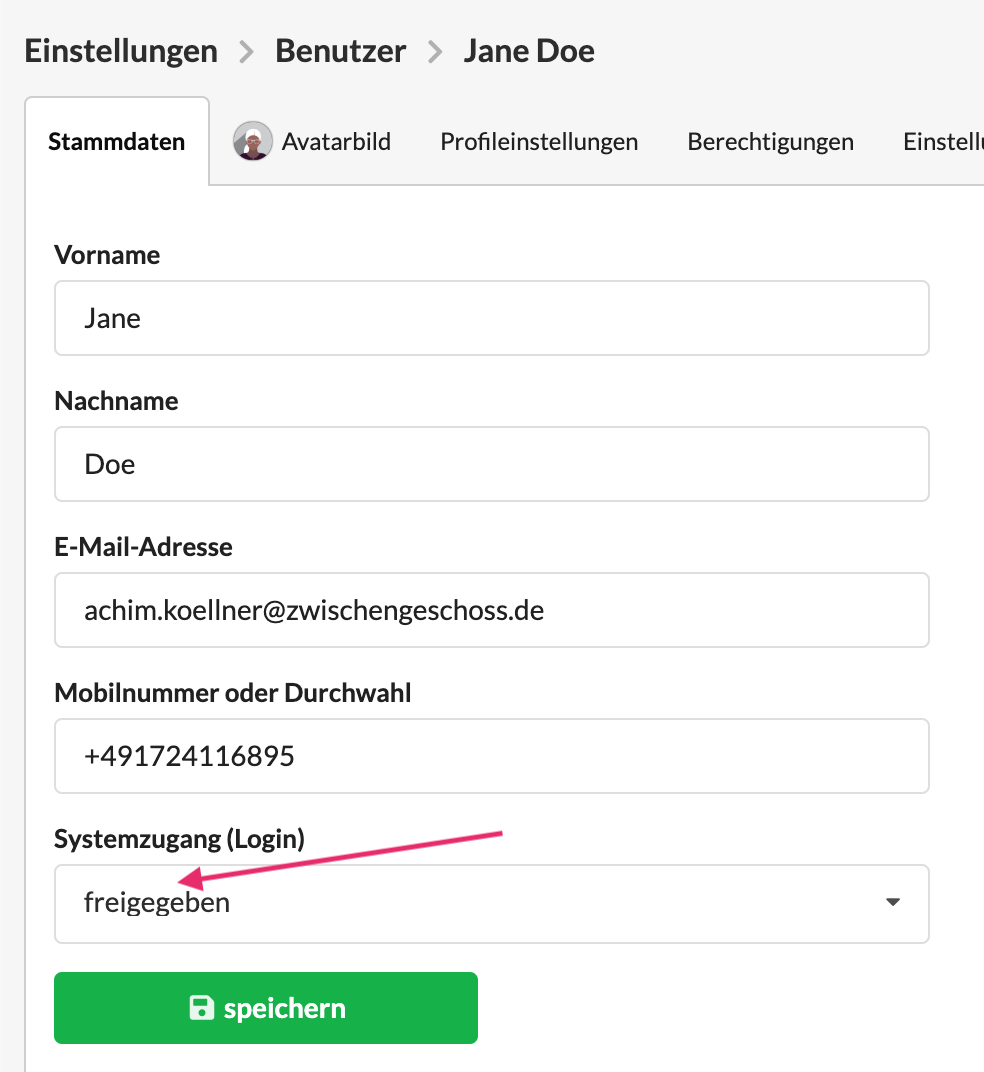 Einstellungen > Benutzer > Jane Doe
Stammdaten Avatarbild Profileinstellungen Berechtigungen Einstell
Vorname
Jane
Nachname
Doe
E-Mail-Adresse
achim.koellner@zwischengeschoss.de
Mobilnummer oder Durchwahl
+491724116895
Systemzugang (Login)
freigegeben
speichern